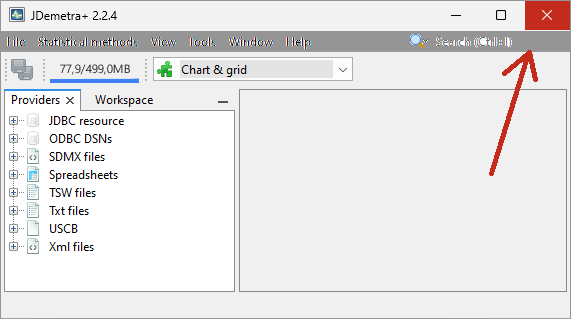 JDemetra+ 2.2.4
File Statistical methods View Tools Window Help Search (Ctrl+I)
77,9/499,0MB Chart & grid
Providers Workspace
JDBC resource
ODBC DSNs
SDMX files
Spreadsheets
TSW files
Txt files
USCB
Xml files